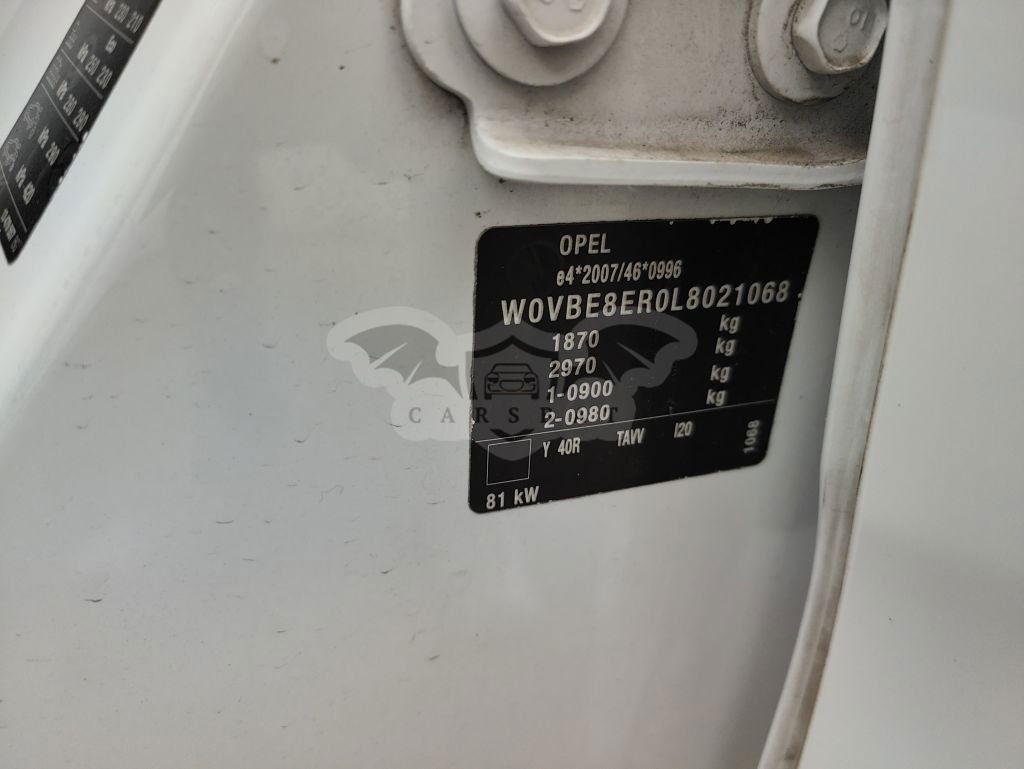 OPEL
e4*2007/46*0996
W0VBE8ER0L8021068
1870 kg
2970 kg
1-0900 kg
2-0980 kg
Y 40R TAVV I20
1068
81 kW
CARS